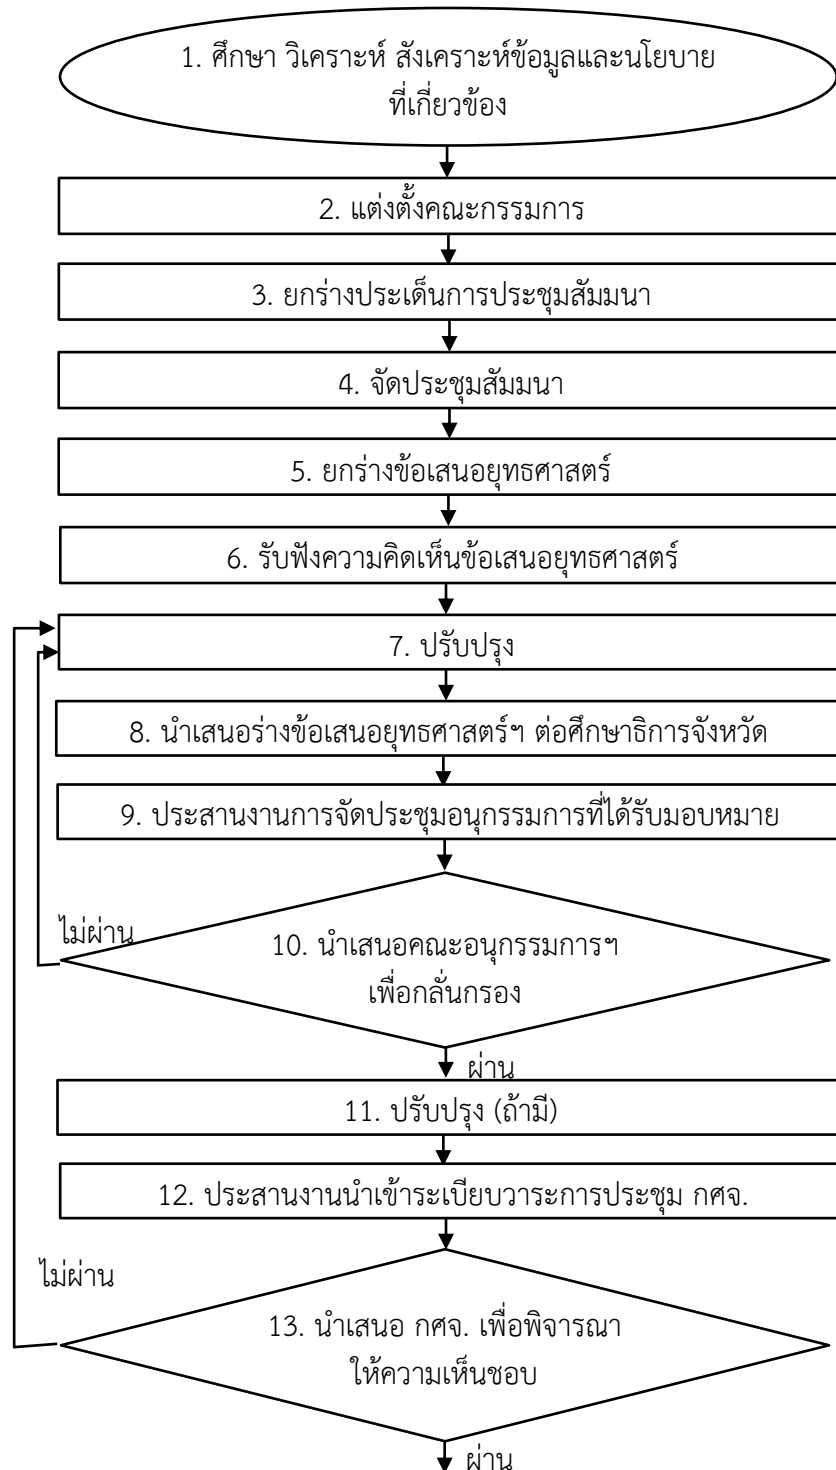 1. ศึกษา วิเคราะห์ สังเคราะห์ข้อมูลและนโยบาย
ที่เกี่ยวข้อง
2. แต่งตั้งคณะกรรมการ
3. ยกร่างประเด็นการประชุมสัมมนา
4. จัดประชุมสัมมนา
5. ยกร่างข้อเสนอยุทธศาสตร์
6. รับฟังความคิดเห็นข้อเสนอยุทธศาสตร์
7. ปรับปรุง
8. นำเสนอร่างข้อเสนอยุทธศาสตร์ฯ ต่อศึกษาธิการจังหวัด
9. ประสานงานการจัดประชุมอนุกรรมการที่ได้รับมอบหมาย
ไม่ผ่าน
10. นำเสนอคณะอนุกรรมการฯ
เพื่อกลั่นกรอง
ผ่าน
11. ปรับปรุง (ถ้ามี)
12. ประสานงานนำเข้าระเบียบวาระการประชุม กศจ.
ไม่ผ่าน
13. นำเสนอ กศจ. เพื่อพิจารณา
ให้ความเห็นชอบ
ผ่าน